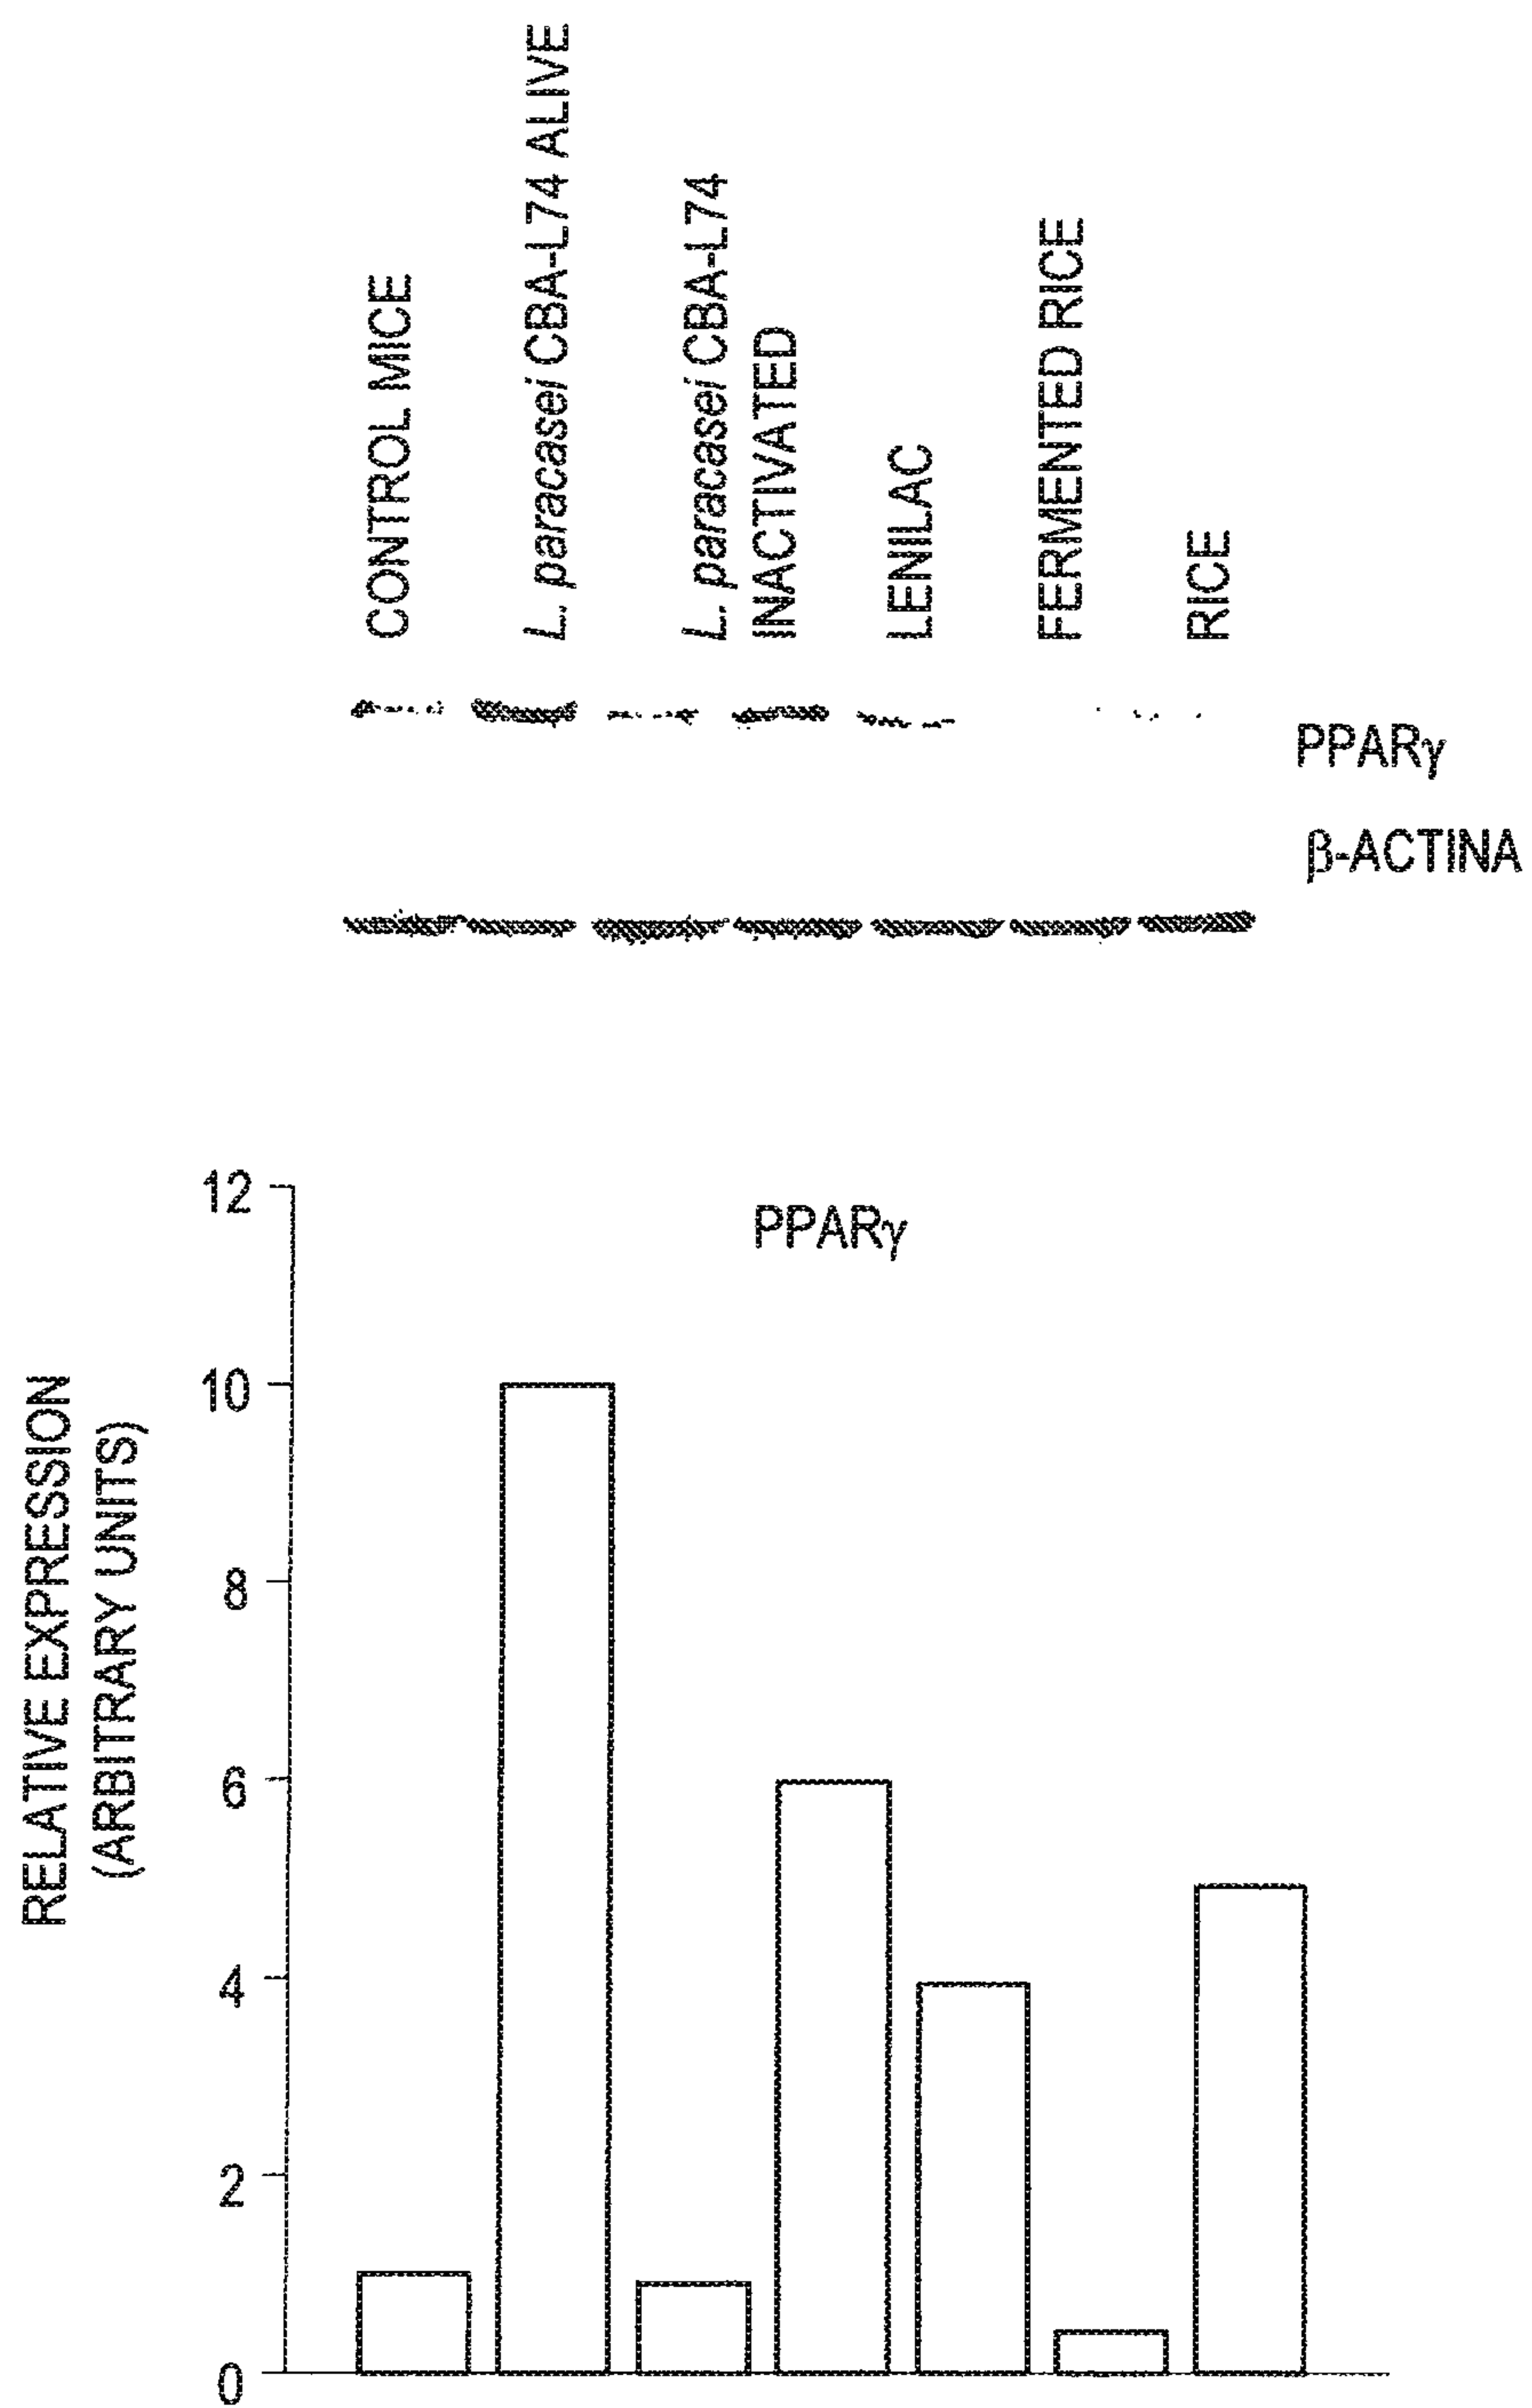 CONTROL MICE
L. paracasei CBA-L74 ALIVE
L. paracasei CBA-L74
INACTIVATED
LENILAC
FERMENTED RICE
RICE
PPARγ
β-ACTINA
PPARγ
RELATIVE EXPRESSION
(ARBITRARY UNITS)
12
10
8
6
4
2
0